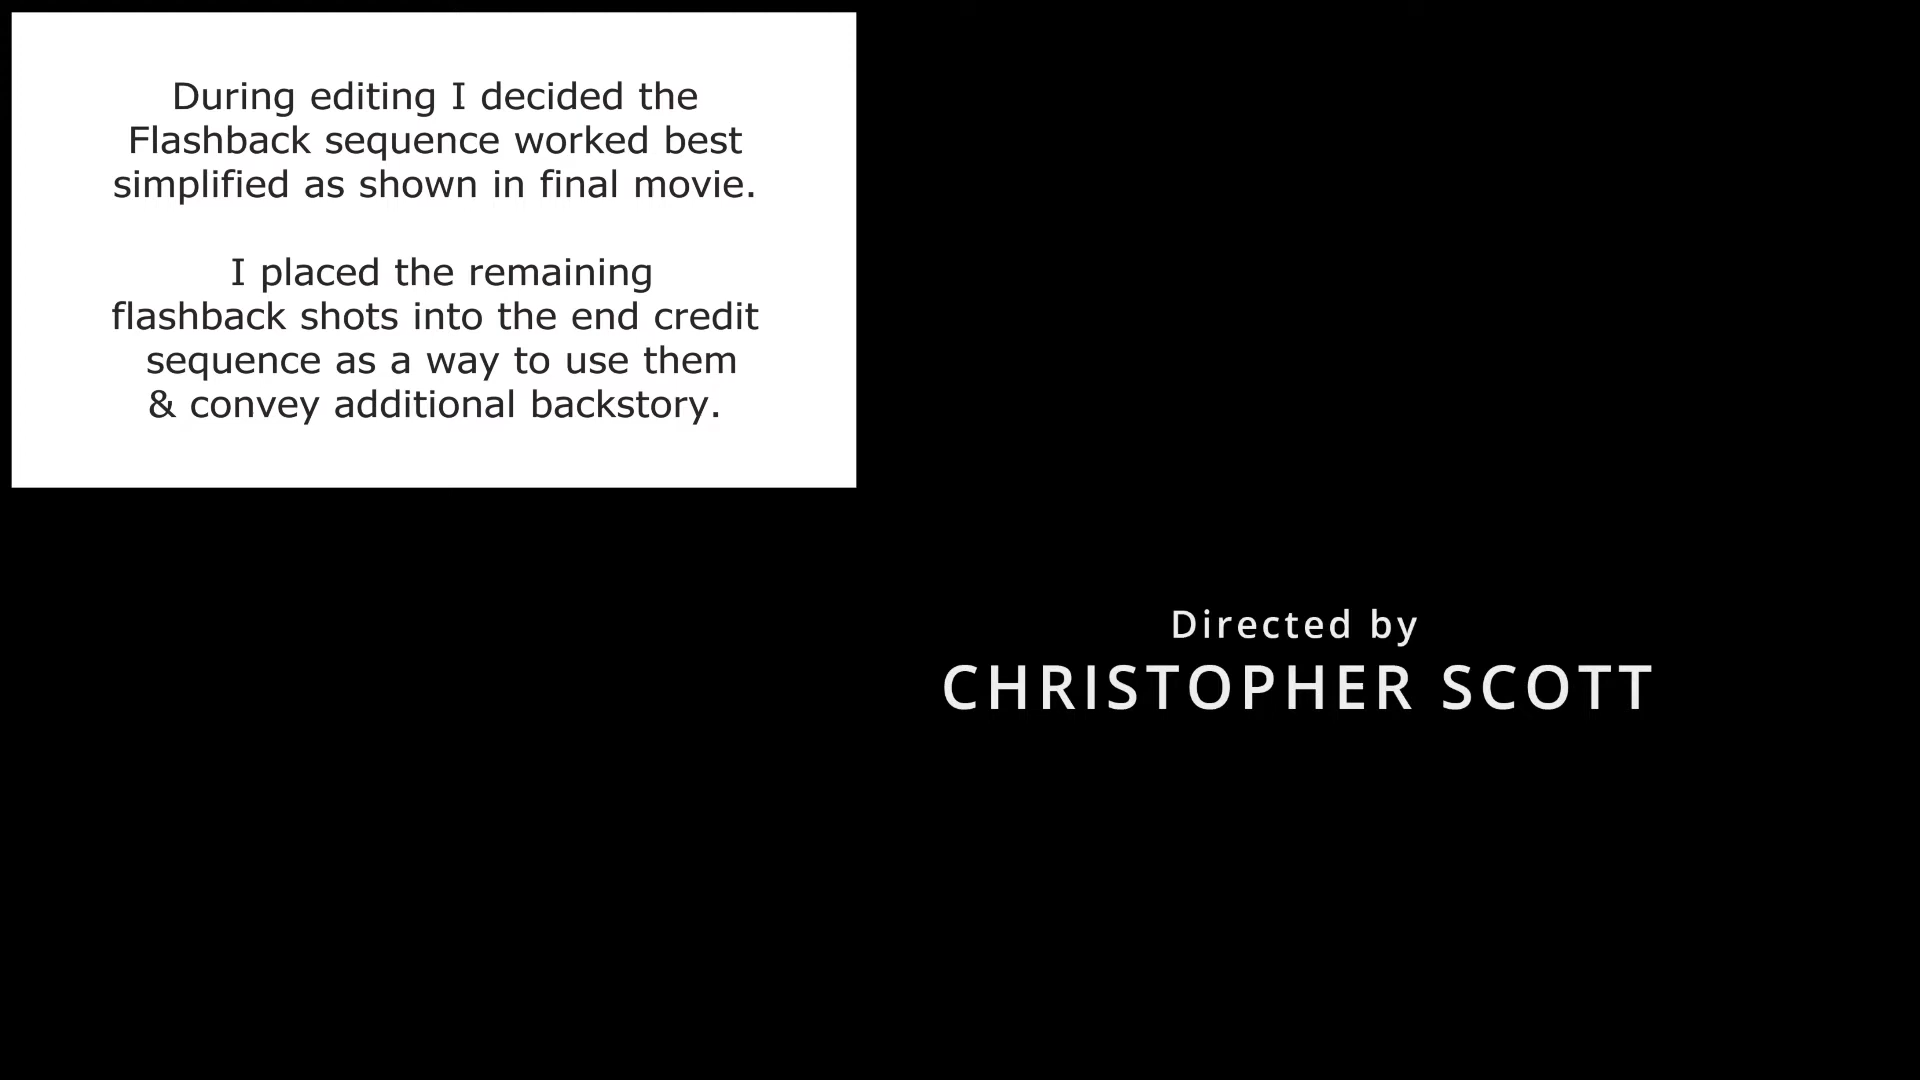 During editing I decided the
Flashback sequence worked best
simplified as shown in final movie.
I placed the remaining
flashback shots into the end credit
sequence as a way to use them
& convey additional backstory.
Directed by
CHRISTOPHER SCOTT